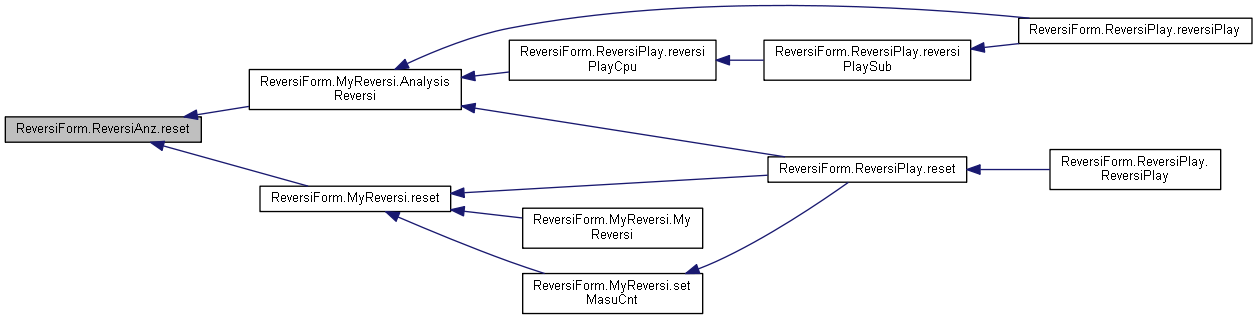 ReversiForm.ReversiAnz.reset
ReversiForm.MyReversi.Analysis
Reversi
ReversiForm.ReversiPlay.reversi
PlayCpu
ReversiForm.ReversiPlay.reversi
PlaySub
ReversiForm.ReversiPlay.reversiPlay
ReversiForm.MyReversi.reset
ReversiForm.ReversiPlay.reset
ReversiForm.ReversiPlay.
ReversiPlay
ReversiForm.MyReversi.My
Reversi
ReversiForm.MyReversi.set
MasuCnt